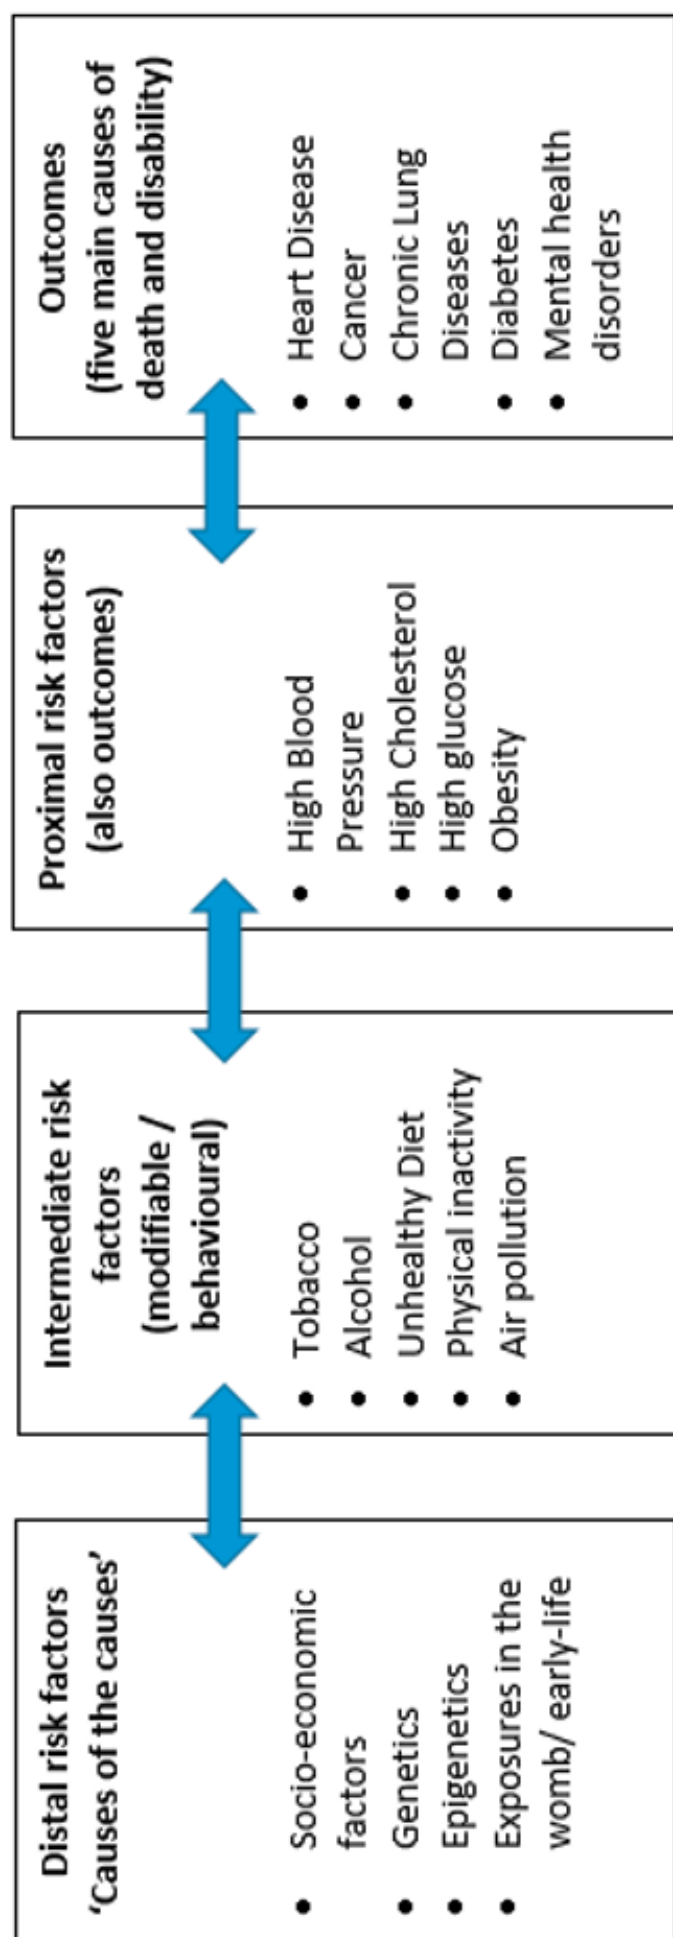 Distal risk factors
‘Causes of the causes’
• Socio-economic
factors
• Genetics
• Epigenetics
• Exposures in the
womb/ early-life
Intermediate risk
factors
(modifiable /
behavioural)
• Tobacco
• Alcohol
• Unhealthy Diet
• Physical inactivity
• Air pollution
Proximal risk factors
(also outcomes)
• High Blood
Pressure
• High Cholesterol
• High glucose
• Obesity
Outcomes
(five main causes of
death and disability)
• Heart Disease
• Cancer
• Chronic Lung
Diseases
• Diabetes
• Mental health
disorders